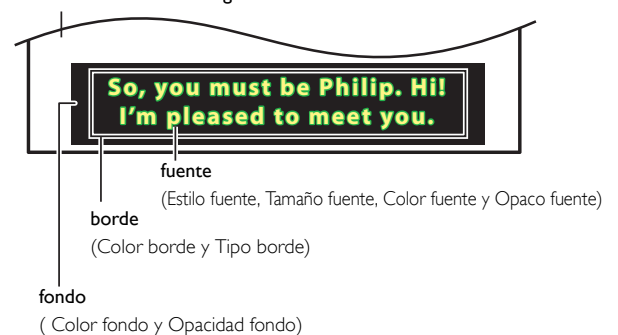 So, you must be Philip. Hi!
I'm pleased to meet you.
fuente
(Estilo fuente, Tamaño fuente, Color fuente y Opaco fuente)
borde
(Color borde y Tipo borde)
fondo
( Color fondo y Opacidad fondo)